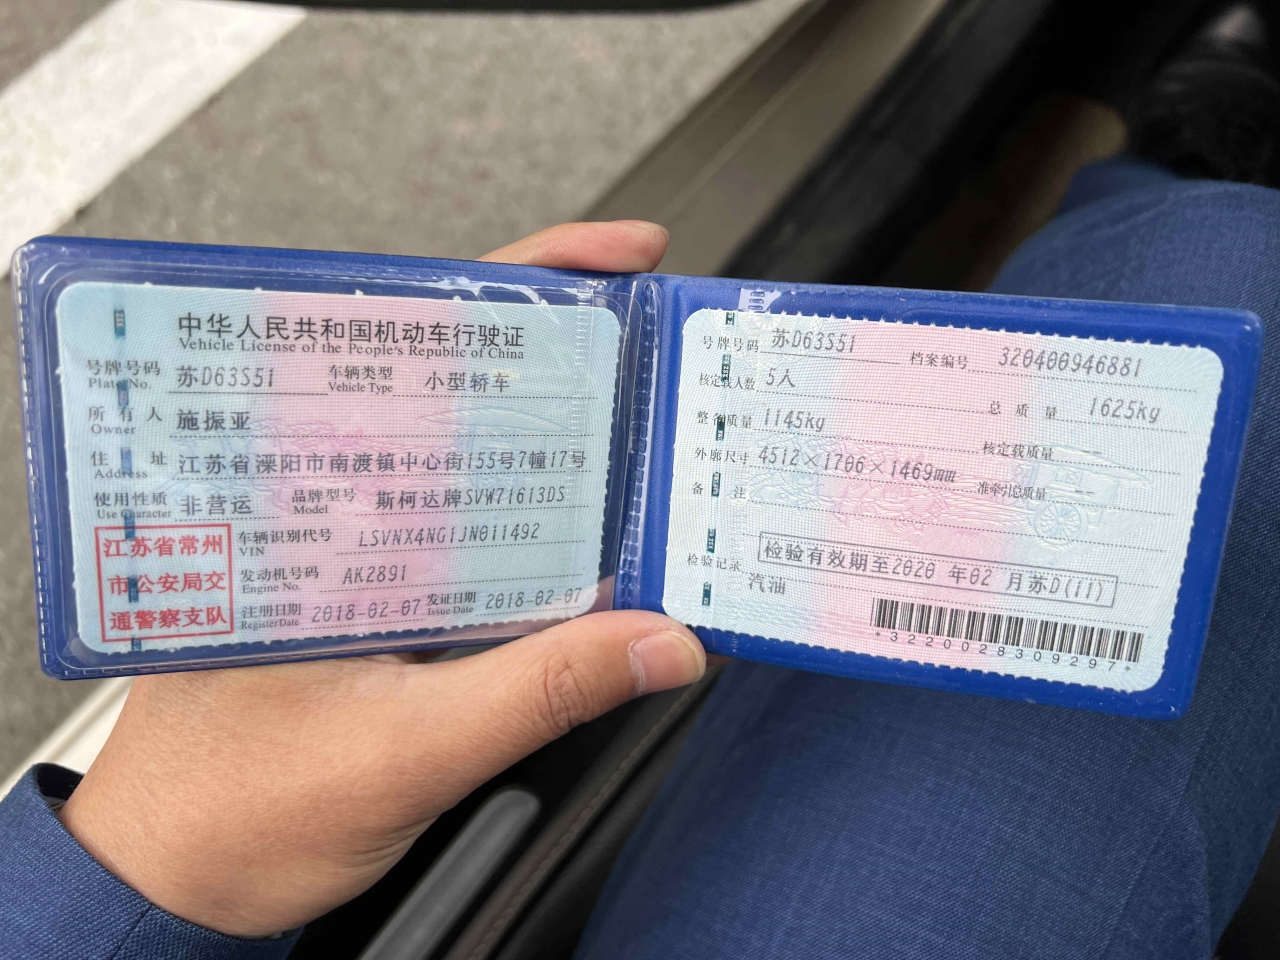 中华人民共和国机动车行驶证
Vehicle License of the People's Republic of China
号牌号码 苏D63S51 车辆类型 小型轿车
Plate No. Vehicle Type
所有人 施振亚
Owner
住址 江苏省溧阳市南渡镇中心街155号7幢17号
Address
使用性质 非营运 品牌型号 斯柯达牌SVW71613DS
Use Character Model
江苏省常州
市公安局交
通警察支队
车辆识别代号 LSVNX4NG1JN011492
VIN
发动机号码 AK2891
Engine No.
注册日期 2018-02-07 发证日期 2018-02-07
Register Date Issue Date
号牌号码 苏D63S51 档案编号 320400946881
核定载人数 5人 总质量 1625kg
整备质量 1145kg 核定载质量
外廓尺寸 4512×1706×1469mm 准牵引总质量 --
备注
检验记录 检验有效期至2020年02月苏D(11)
汽油
*3220028309297*